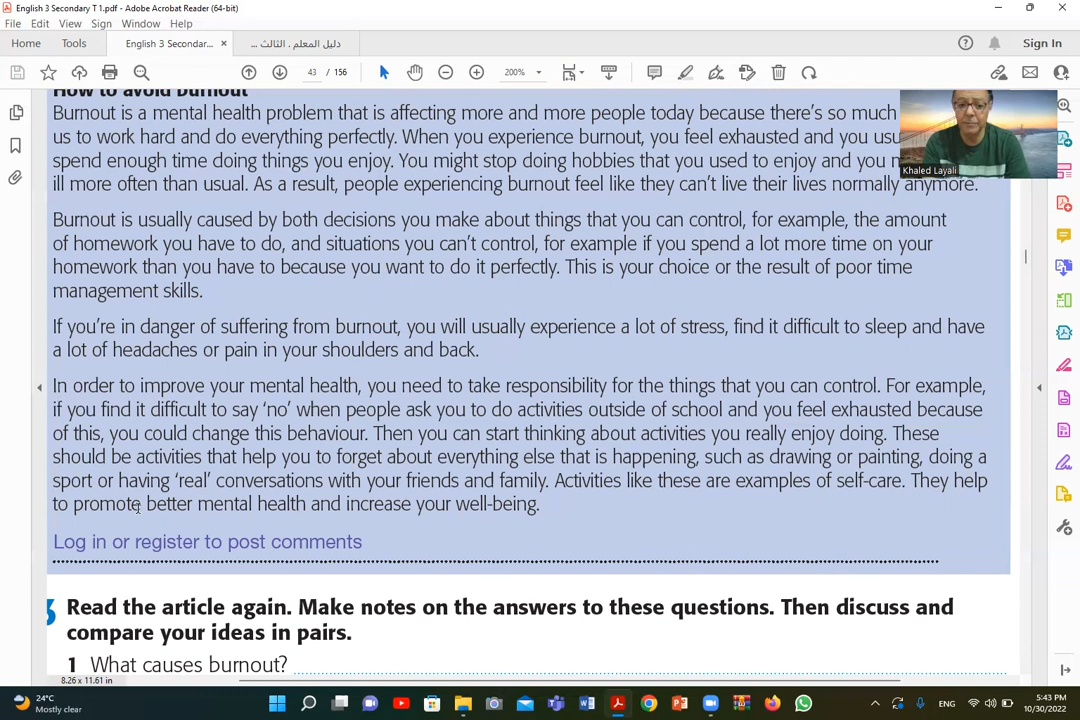 English 3 Secondary T 1.pdf - Adobe Acrobat Reader (64-bit)
File Edit View Sign Window Help
Home Tools English 3 Secondar... × دليل المعلم . الثالث ...
Sign In
43 / 156 200%
How to avoid Burnout
Burnout is a mental health problem that is affecting more and more people today because there's so much
us to work hard and do everything perfectly. When you experience burnout, you feel exhausted and you usu
spend enough time doing things you enjoy. You might stop doing hobbies that you used to enjoy and you
ill more often than usual. As a result, people experiencing burnout feel like they can't live their lives normally anymore.
Khaled Layali
Burnout is usually caused by both decisions you make about things that you can control, for example, the amount
of homework you have to do, and situations you can't control, for example if you spend a lot more time on your
homework than you have to because you want to do it perfectly. This is your choice or the result of poor time
management skills.
If you're in danger of suffering from burnout, you will usually experience a lot of stress, find it difficult to sleep and have
a lot of headaches or pain in your shoulders and back.
In order to improve your mental health, you need to take responsibility for the things that you can control. For example,
if you find it difficult to say 'no' when people ask you to do activities outside of school and you feel exhausted because
of this, you could change this behaviour. Then you can start thinking about activities you really enjoy doing. These
should be activities that help you to forget about everything else that is happening, such as drawing or painting, doing a
sport or having 'real' conversations with your friends and family. Activities like these are examples of self-care. They help
to promote better mental health and increase your well-being.
Log in or register to post comments
3 Read the article again. Make notes on the answers to these questions. Then discuss and
compare your ideas in pairs.
1 What causes burnout?
8.26 x 11.61 in
24°C
Mostly clear
ENG
5:43 PM
10/30/2022